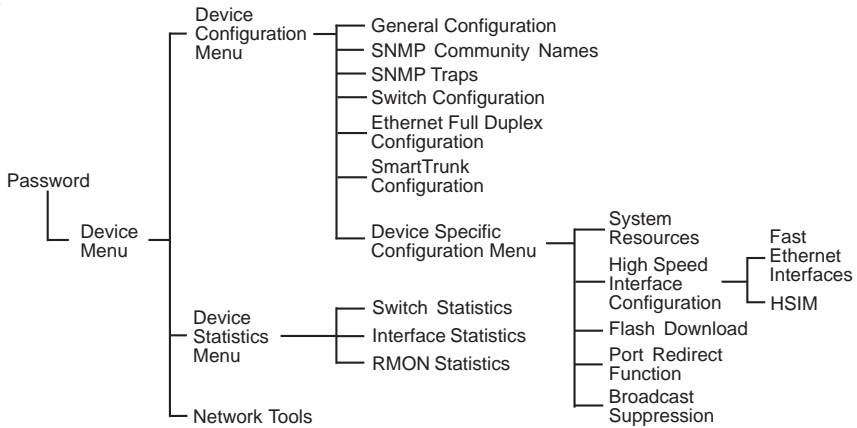 Password
Device
Menu
Device
Configuration
Menu
General Configuration
SNMP Community Names
SNMP Traps
Switch Configuration
Ethernet Full Duplex
Configuration
SmartTrunk
Configuration
Device Specific
Configuration Menu
System
Resources
High Speed
Interface
Configuration
Fast
Ethernet
Interfaces
HSIM
Flash Download
Port Redirect
Function
Broadcast
Suppression
Device
Statistics
Menu
Switch Statistics
Interface Statistics
RMON Statistics
Network Tools